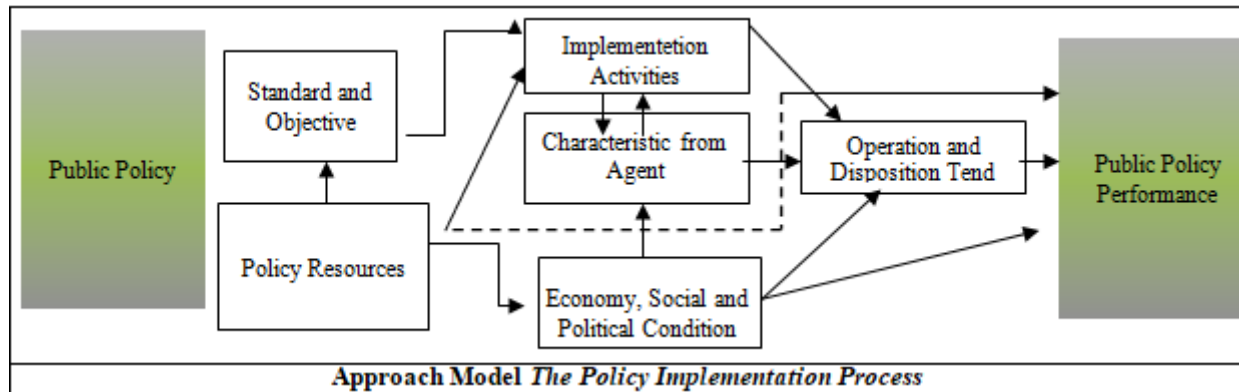 Public Policy
Standard and
Objective
Policy Resources
Implementetion
Activities
Characteristic from
Agent
Economy, Social and
Political Condition
Operation and
Disposition Tend
Public Policy
Performance
Approach Model The Policy Implementation Process